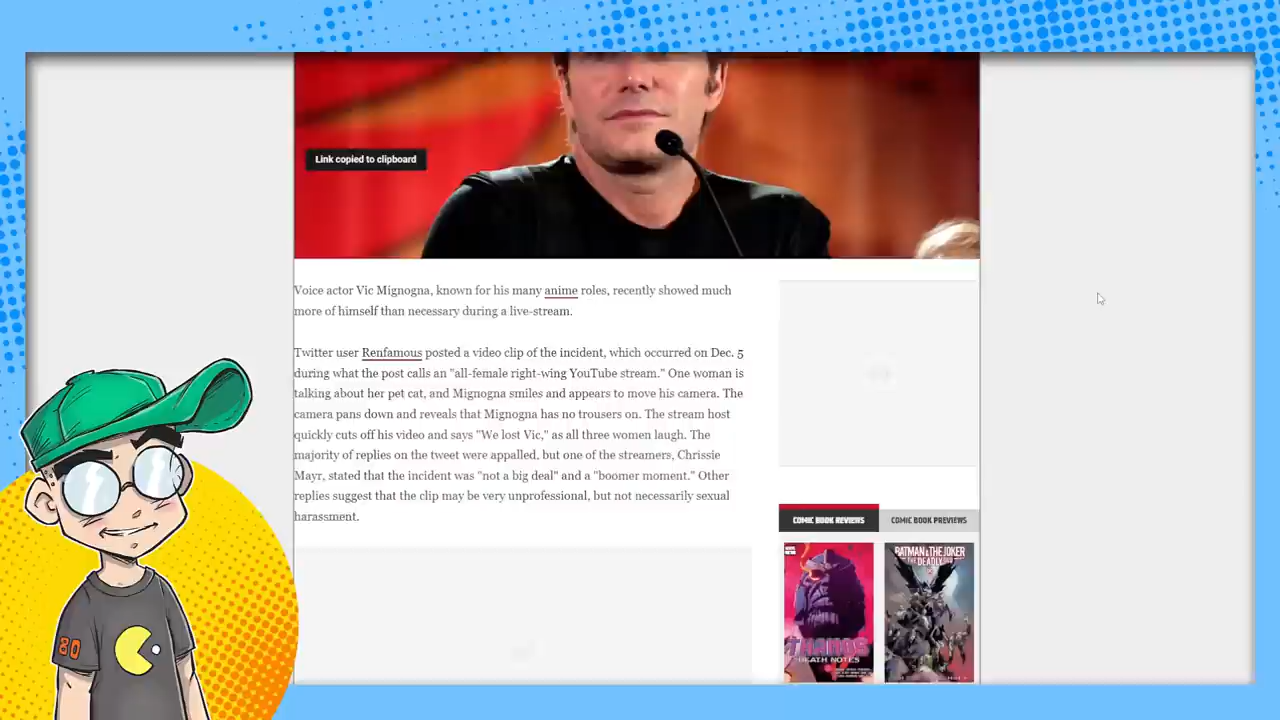 Link copied to clipboard
Voice actor Vic Mignogna, known for his many anime roles, recently showed much
more of himself than necessary during a live-stream.
Twitter user Renfamous posted a video clip of the incident, which occurred on Dec. 5
during what the post calls an "all-female right-wing YouTube stream." One woman is
talking about her pet cat, and Mignogna smiles and appears to move his camera. The
camera pans down and reveals that Mignogna has no trousers on. The stream host
quickly cuts off his video and says "We lost Vic," as all three women laugh. The
majority of replies on the tweet were appalled, but one of the streamers, Chrissie
Mayr, stated that the incident was "not a big deal" and a "boomer moment." Other
replies suggest that the clip may be very unprofessional, but not necessarily sexual
harassment.
COMIC BOOK REVIEWS
COMIC BOOK PREVIEWS
THANOS
DEATH NOTES
BATMAN & THE JOKER
THE DEADLY
80